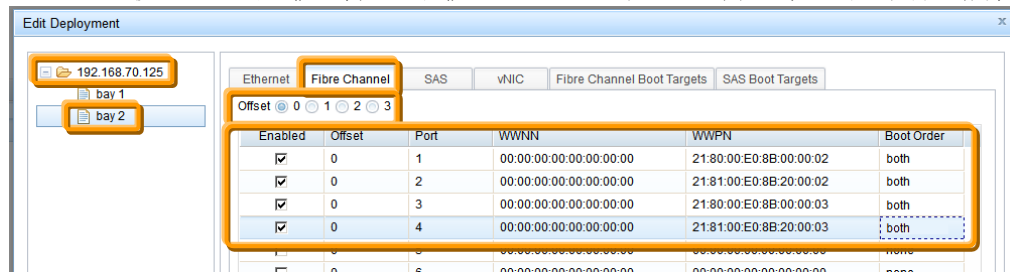 Edit Deployment x
192.168.70.125
bay 1
bay 2
Ethernet Fibre Channel SAS vNIC Fibre Channel Boot Targets SAS Boot Targets
Offset 0 1 2 3
Enabled Offset Port WWNN WWPN Boot Order
0 1 00:00:00:00:00:00:00:00 21:80:00:E0:8B:00:00:02 both
0 2 00:00:00:00:00:00:00:00 21:81:00:E0:8B:20:00:02 both
0 3 00:00:00:00:00:00:00:00 21:80:00:E0:8B:00:00:03 both
0 4 00:00:00:00:00:00:00:00 21:81:00:E0:8B:20:00:03 both